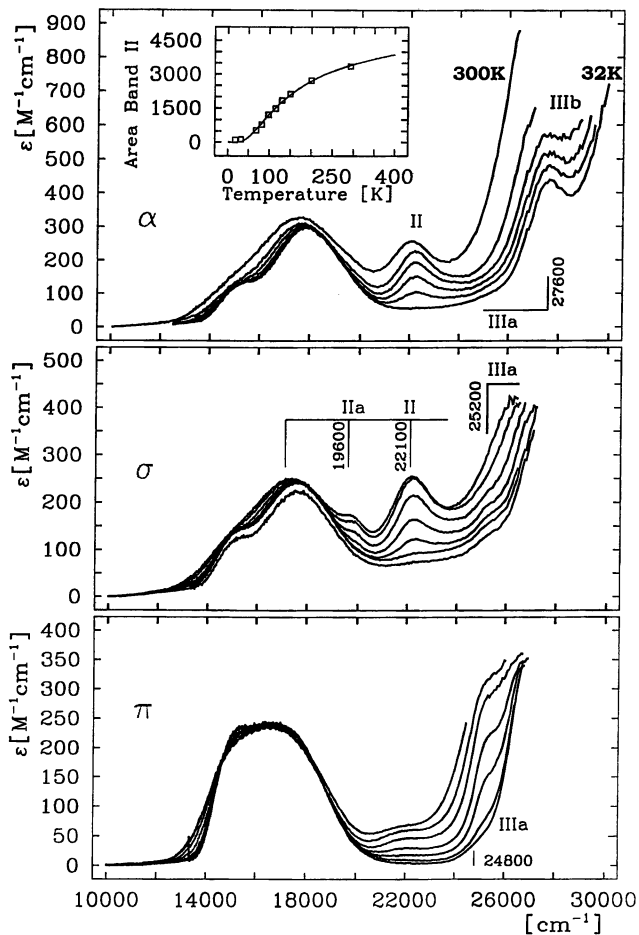 900
800
700
600
500
400
300
200
100
0
ε[M⁻¹cm⁻¹]
α
Area Band II
4500
3000
1500
0
0 100 200 300 400
Temperature [K]
300K
32K
IIIb
II
27600
IIIa
500
400
300
200
100
0
ε[M⁻¹cm⁻¹]
σ
IIa
II
19600
22100
25200
IIIa
400
350
300
250
200
150
100
50
0
ε[M⁻¹cm⁻¹]
π
IIIa
24800
10000 14000 18000 22000 26000 30000
[cm⁻¹]